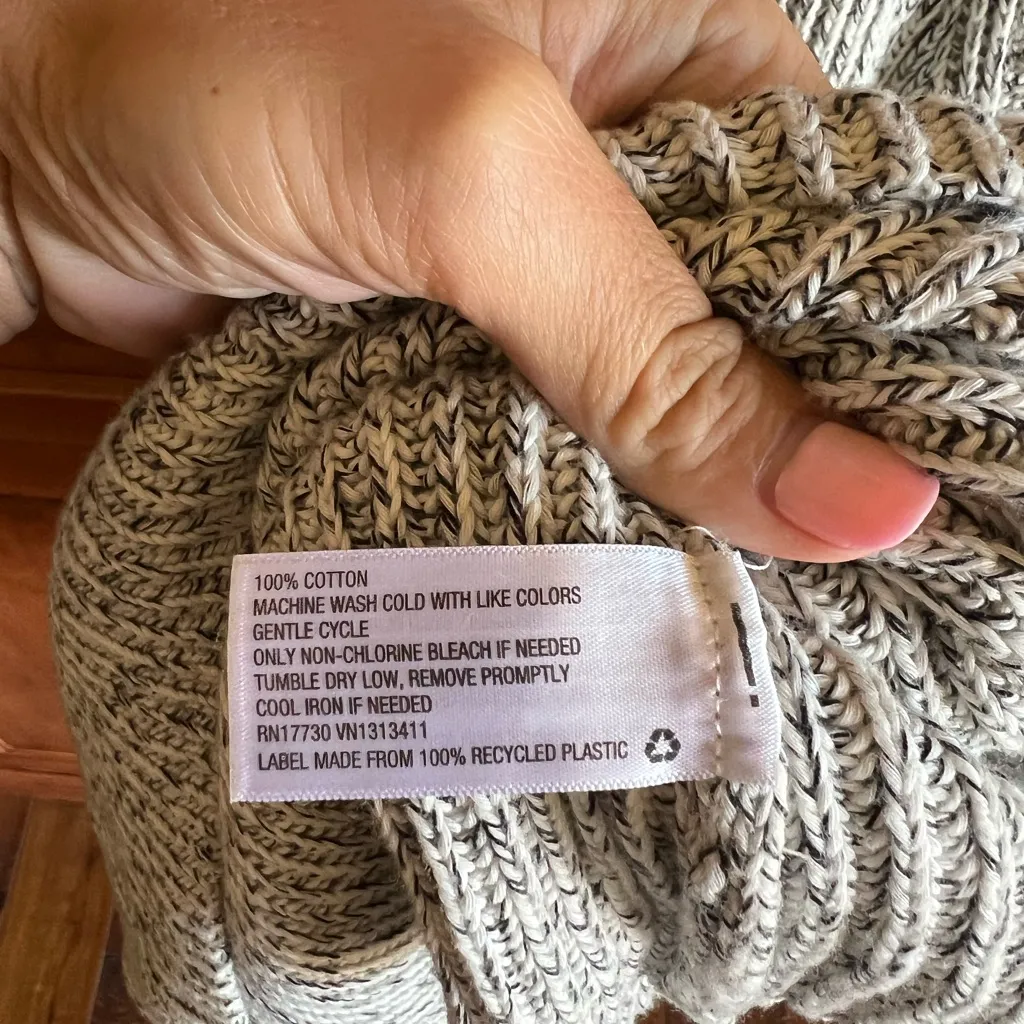 100% COTTON
MACHINE WASH COLD WITH LIKE COLORS
GENTLE CYCLE
ONLY NON-CHLORINE BLEACH IF NEEDED
TUMBLE DRY LOW, REMOVE PROMPTLY
COOL IRON IF NEEDED
RN17730 VN1313411
LABEL MADE FROM 100% RECYCLED PLASTIC